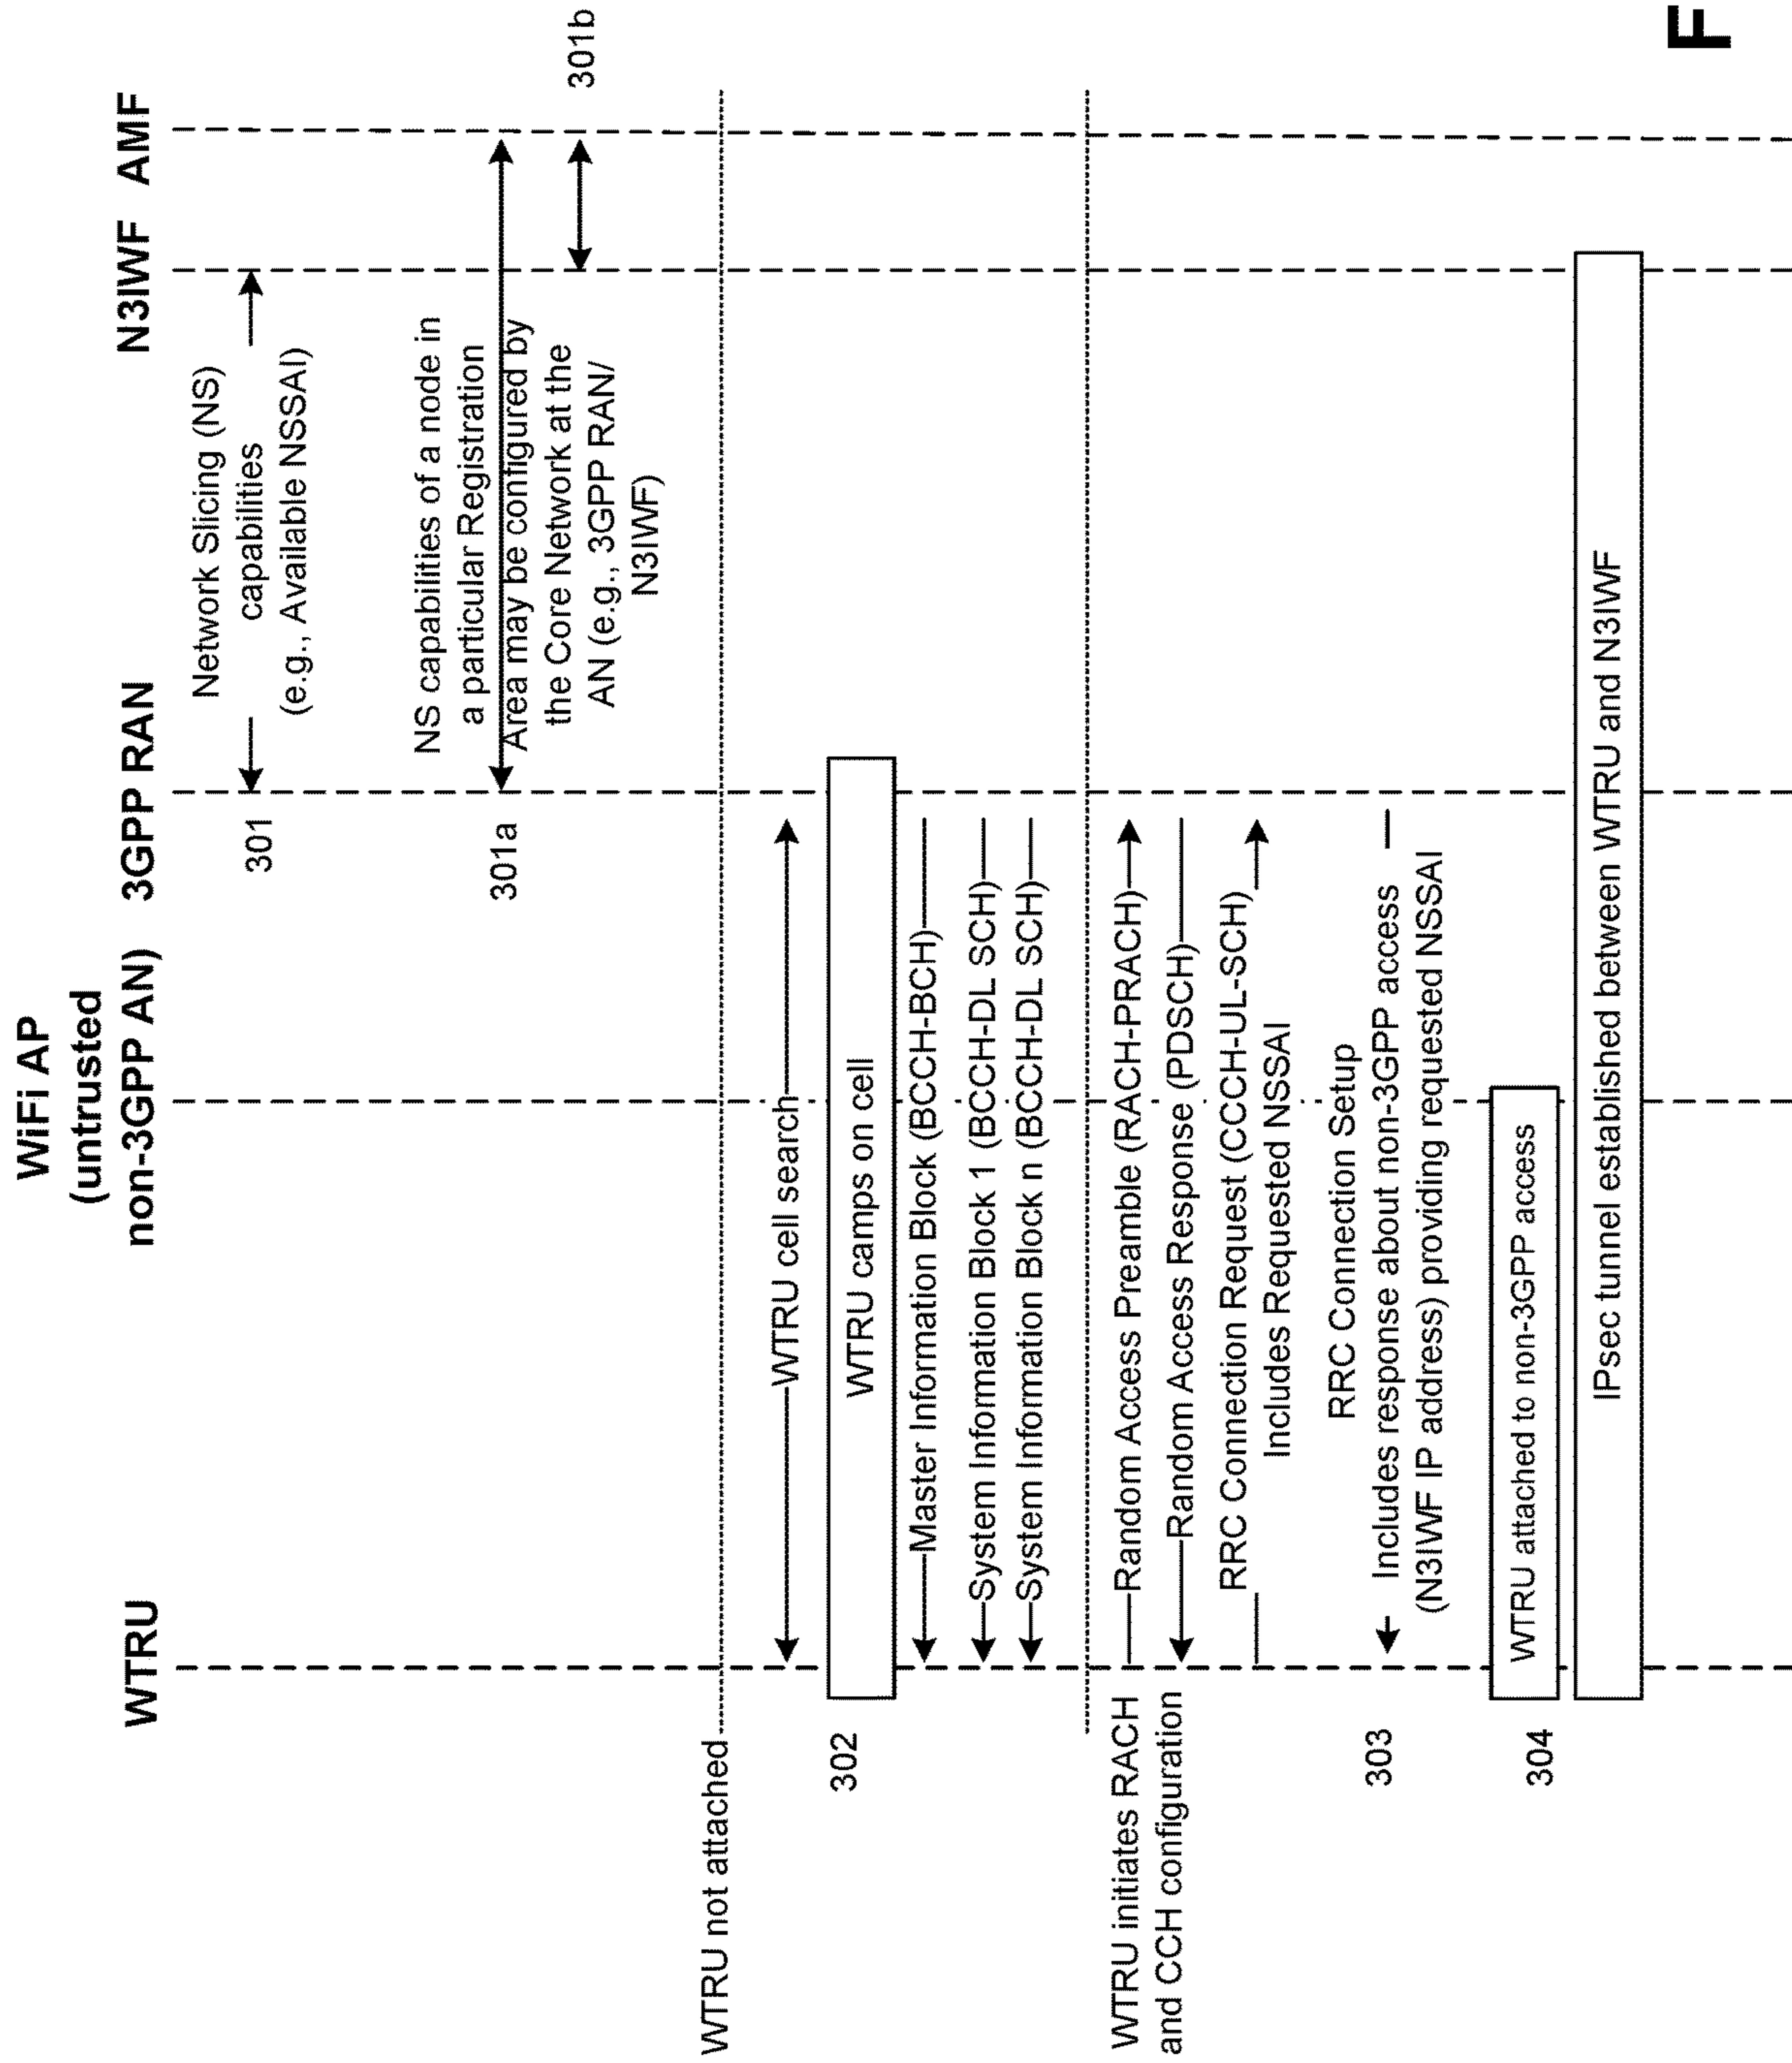 WiFi AP
(untrusted
non-3GPP AN)
WTRU
3GPP RAN
N3IWF
AMF
301
Network Slicing (NS)
capabilities
(e.g., Available NSSAI)
301a
NS capabilities of a node in
a particular Registration
Area may be configured by
the Core Network at the
AN (e.g., 3GPP RAN/
N3IWF)
301b
WTRU not attached
WTRU cell search
302
WTRU camps on cell
Master Information Block (BCCH-BCH)
System Information Block 1 (BCCH-DL SCH)
System Information Block n (BCCH-DL SCH)
WTRU initiates RACH
and CCH configuration
Random Access Preamble (RACH-PRACH)
Random Access Response (PDSCH)
RRC Connection Request (CCCH-UL-SCH)
Includes Requested NSSAI
303
RRC Connection Setup
Includes response about non-3GPP access
(N3IWF IP address) providing requested NSSAI
304
WTRU attached to non-3GPP access
IPsec tunnel established between WTRU and N3IWF
F